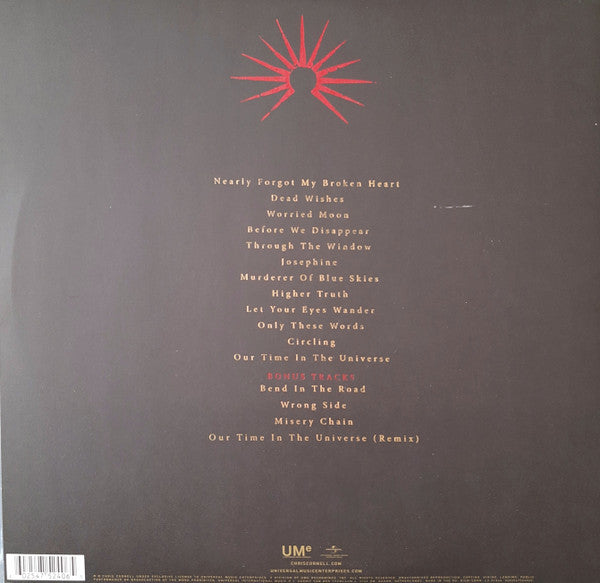 Nearly Forgot My Broken Heart
Dead Wishes
Worried Moon
Before We Disappear
Through The Window
Josephine
Murderer Of Blue Skies
Higher Truth
Let Your Eyes Wander
Only These Words
Circling
Our Time In The Universe
BONUS TRACKS
Bend In The Road
Wrong Side
Misery Chain
Our Time In The Universe (Remix)
UMe
UNIVERSAL
CHRISCORNELL.COM
UNIVERSALMUSICENTERPRISES.COM